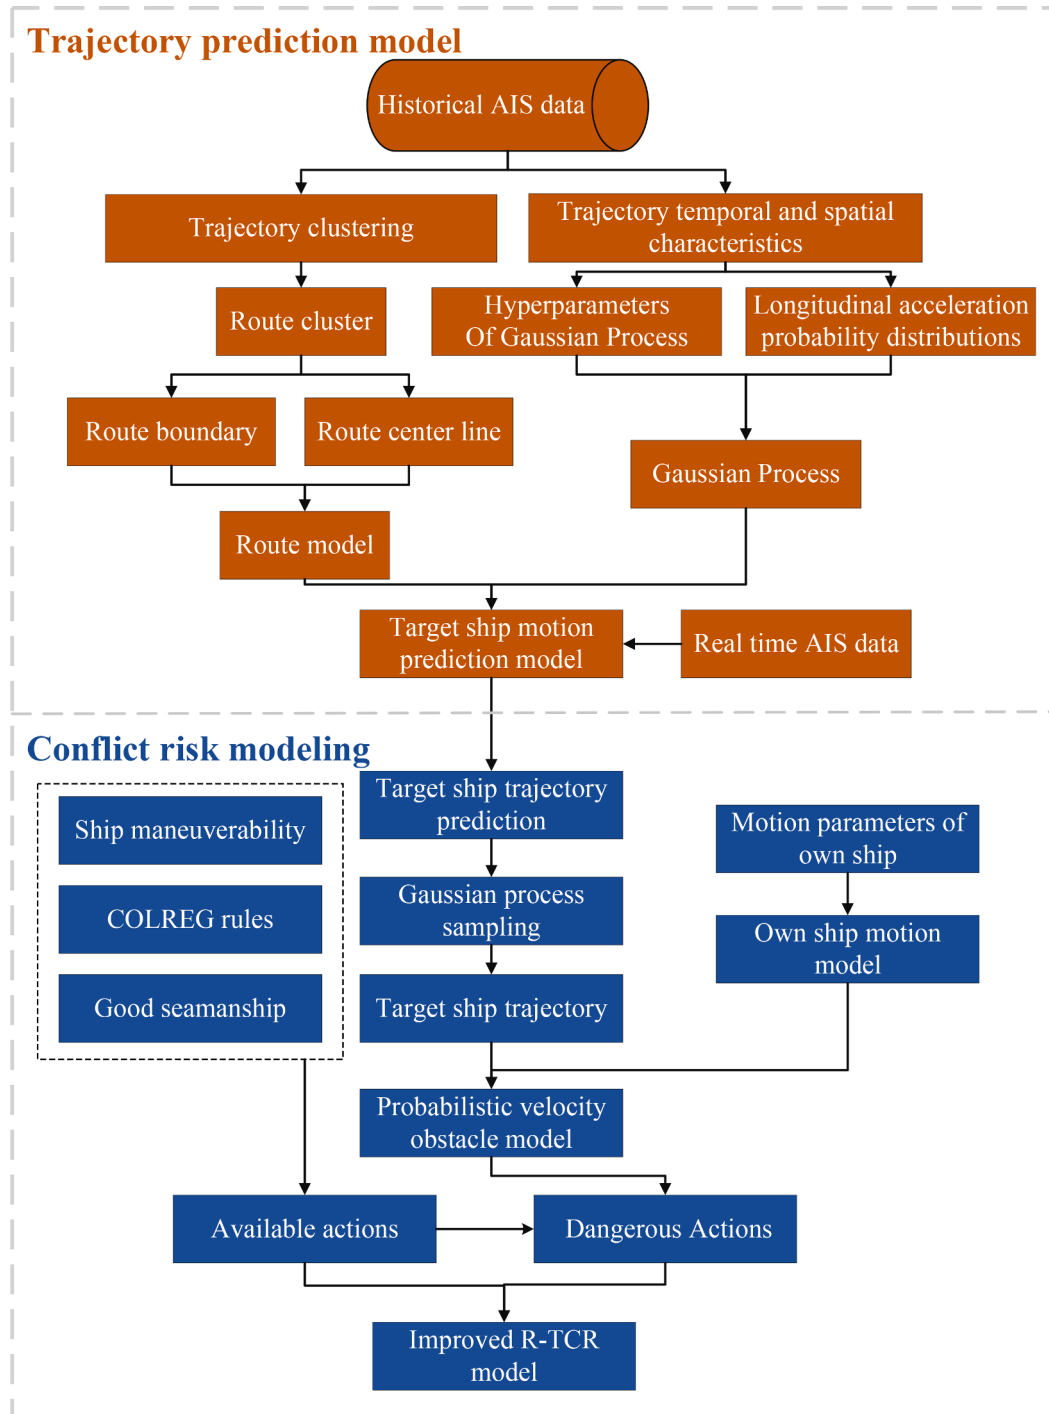 Trajectory prediction model
Historical AIS data
Trajectory clustering
Trajectory temporal and spatial
characteristics
Route cluster
Hyperparameters
Of Gaussian Process
Longitudinal acceleration
probability distributions
Route boundary
Route center line
Gaussian Process
Route model
Target ship motion
prediction model
Real time AIS data
Conflict risk modeling
Ship maneuverability
COLREG rules
Good seamanship
Target ship trajectory
prediction
Gaussian process
sampling
Target ship trajectory
Motion parameters of
own ship
Own ship motion
model
Probabilistic velocity
obstacle model
Available actions
Dangerous Actions
Improved R-TCR
model